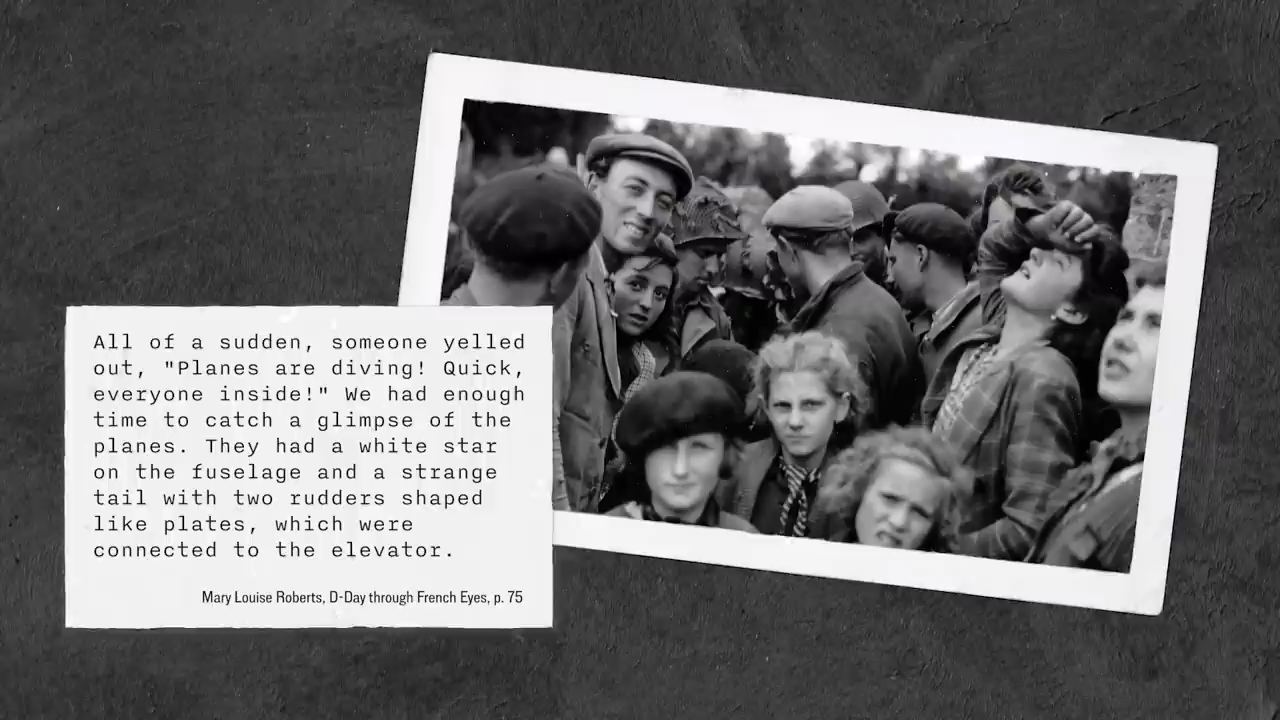 All of a sudden, someone yelled
out, "Planes are diving! Quick,
everyone inside!" We had enough
time to catch a glimpse of the
planes. They had a white star
on the fuselage and a strange
tail with two rudders shaped
like plates, which were
connected to the elevator.
Mary Louise Roberts, D-Day through French Eyes, p. 75